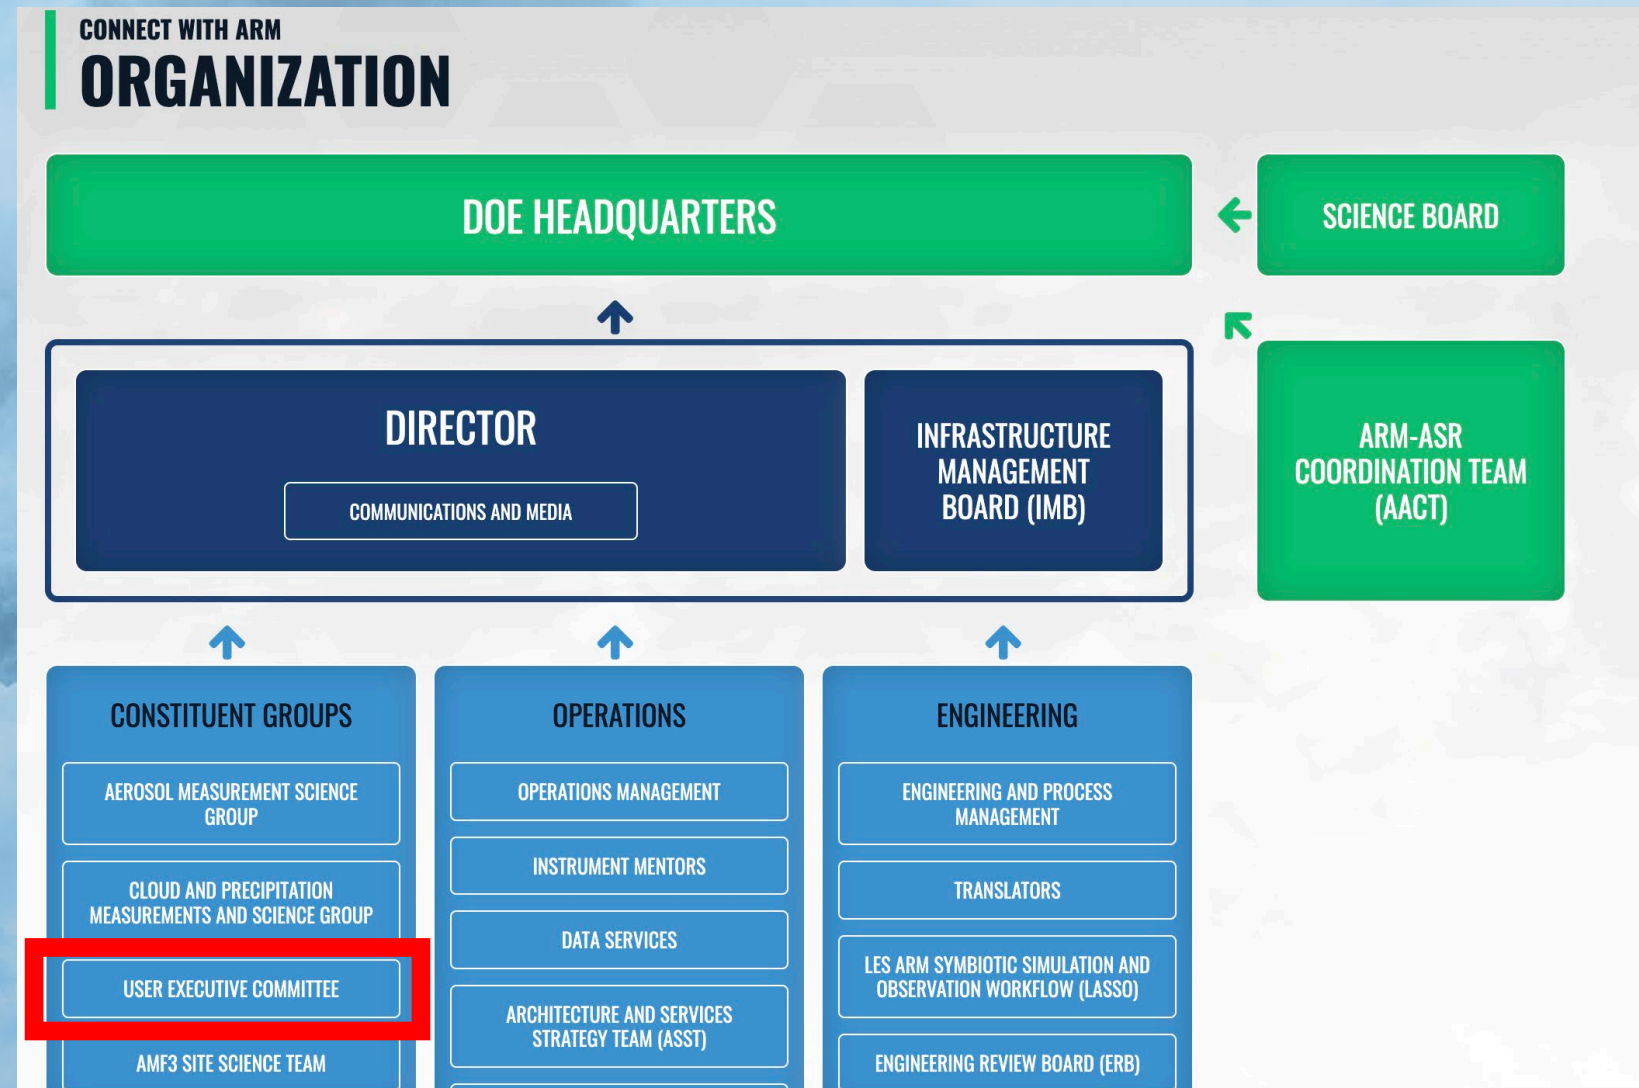 CONNECT WITH ARM
ORGANIZATION
DOE HEADQUARTERS
SCIENCE BOARD
DIRECTOR
COMMUNICATIONS AND MEDIA
INFRASTRUCTURE
MANAGEMENT
BOARD (IMB)
ARM-ASR
COORDINATION TEAM
(AACT)
CONSTITUENT GROUPS
AEROSOL MEASUREMENT SCIENCE
GROUP
CLOUD AND PRECIPITATION
MEASUREMENTS AND SCIENCE GROUP
USER EXECUTIVE COMMITTEE
AMF3 SITE SCIENCE TEAM
OPERATIONS
OPERATIONS MANAGEMENT
INSTRUMENT MENTORS
DATA SERVICES
ARCHITECTURE AND SERVICES
STRATEGY TEAM (ASST)
ENGINEERING
ENGINEERING AND PROCESS
MANAGEMENT
TRANSLATORS
LES ARM SYMBIOTIC SIMULATION AND
OBSERVATION WORKFLOW (LASSO)
ENGINEERING REVIEW BOARD (ERB)